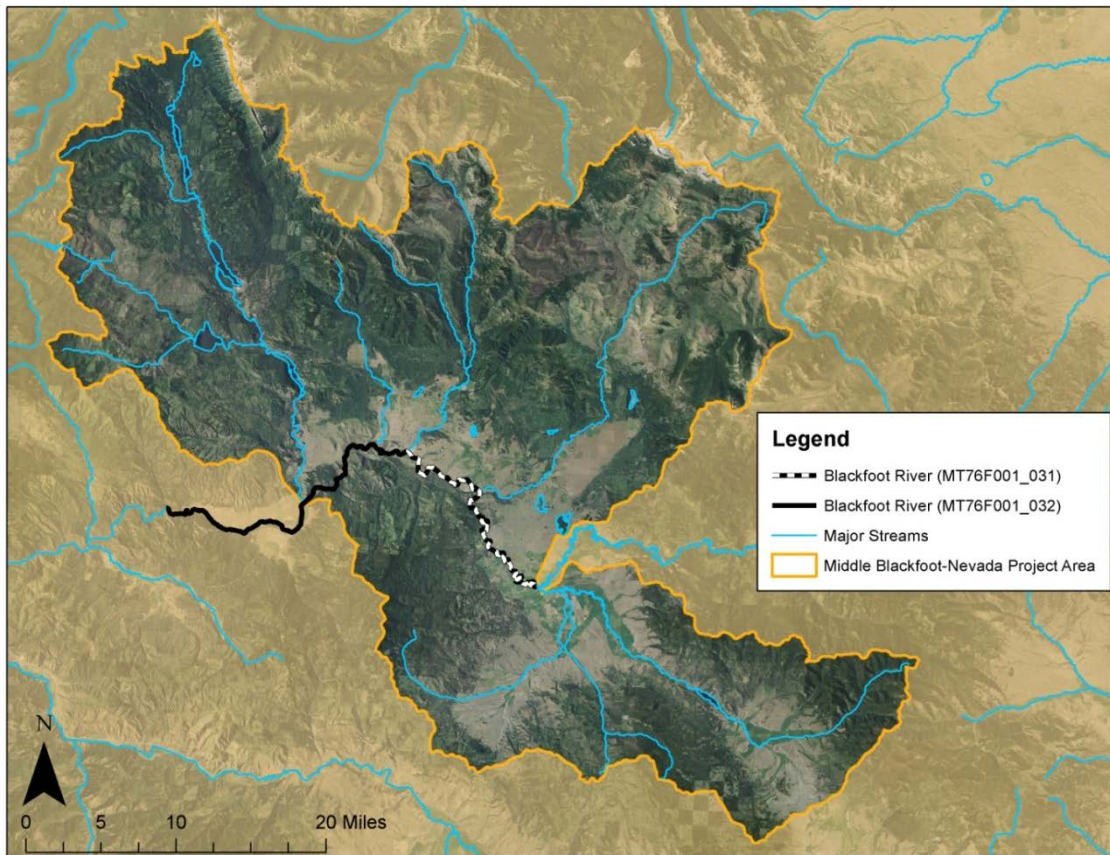 Legend
Blackfoot River (MT76F001_031)
Blackfoot River (MT76F001_032)
Major Streams
Middle Blackfoot-Nevada Project Area
N
0 5 10 20 Miles